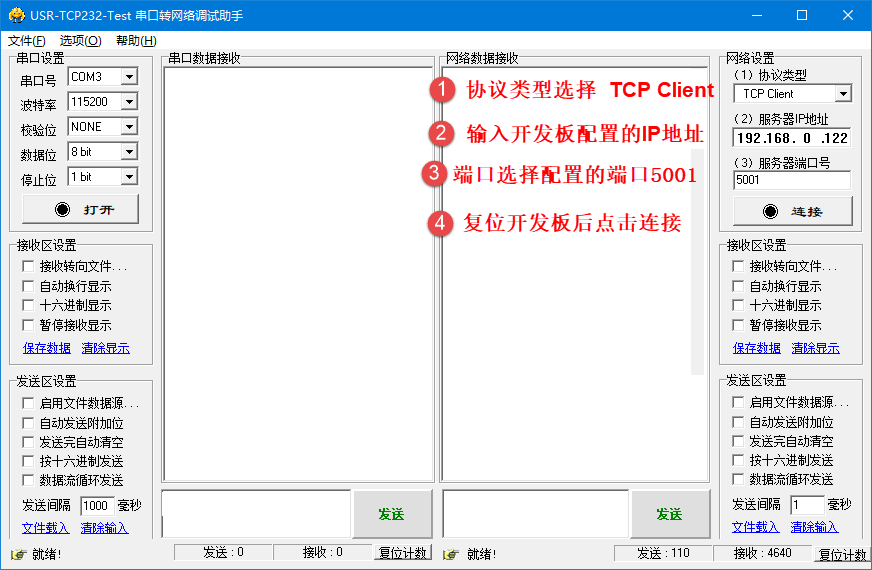 USR-TCP232-Test 串口转网络调试助手
文件(F) 选项(O) 帮助(H)
串口设置
串口号 COM3
波特率 115200
校验位 NONE
数据位 8 bit
停止位 1 bit
打开
接收区设置
接收转向文件...
自动换行显示
十六进制显示
暂停接收显示
保存数据 清除显示
发送区设置
启用文件数据源...
自动发送附加位
发送完自动清空
按十六进制发送
数据流循环发送
发送间隔 1000 毫秒
文件载入 清除输入
就绪!
串口数据接收
发送
发送 : 0 接收 : 0 复位计数
网络数据接收
1 协议类型选择 TCP Client
2 输入开发板配置的IP地址
3 端口选择配置的端口5001
4 复位开发板后点击连接
发送
就绪!
发送 : 110 接收 : 4640 复位计数
网络设置
(1) 协议类型
TCP Client
(2) 服务器IP地址
192.168. 0 .122
(3) 服务器端口号
5001
连接
接收区设置
接收转向文件...
自动换行显示
十六进制显示
暂停接收显示
保存数据 清除显示
发送区设置
启用文件数据源...
自动发送附加位
发送完自动清空
按十六进制发送
数据流循环发送
发送间隔 1 毫秒
文件载入 清除输入